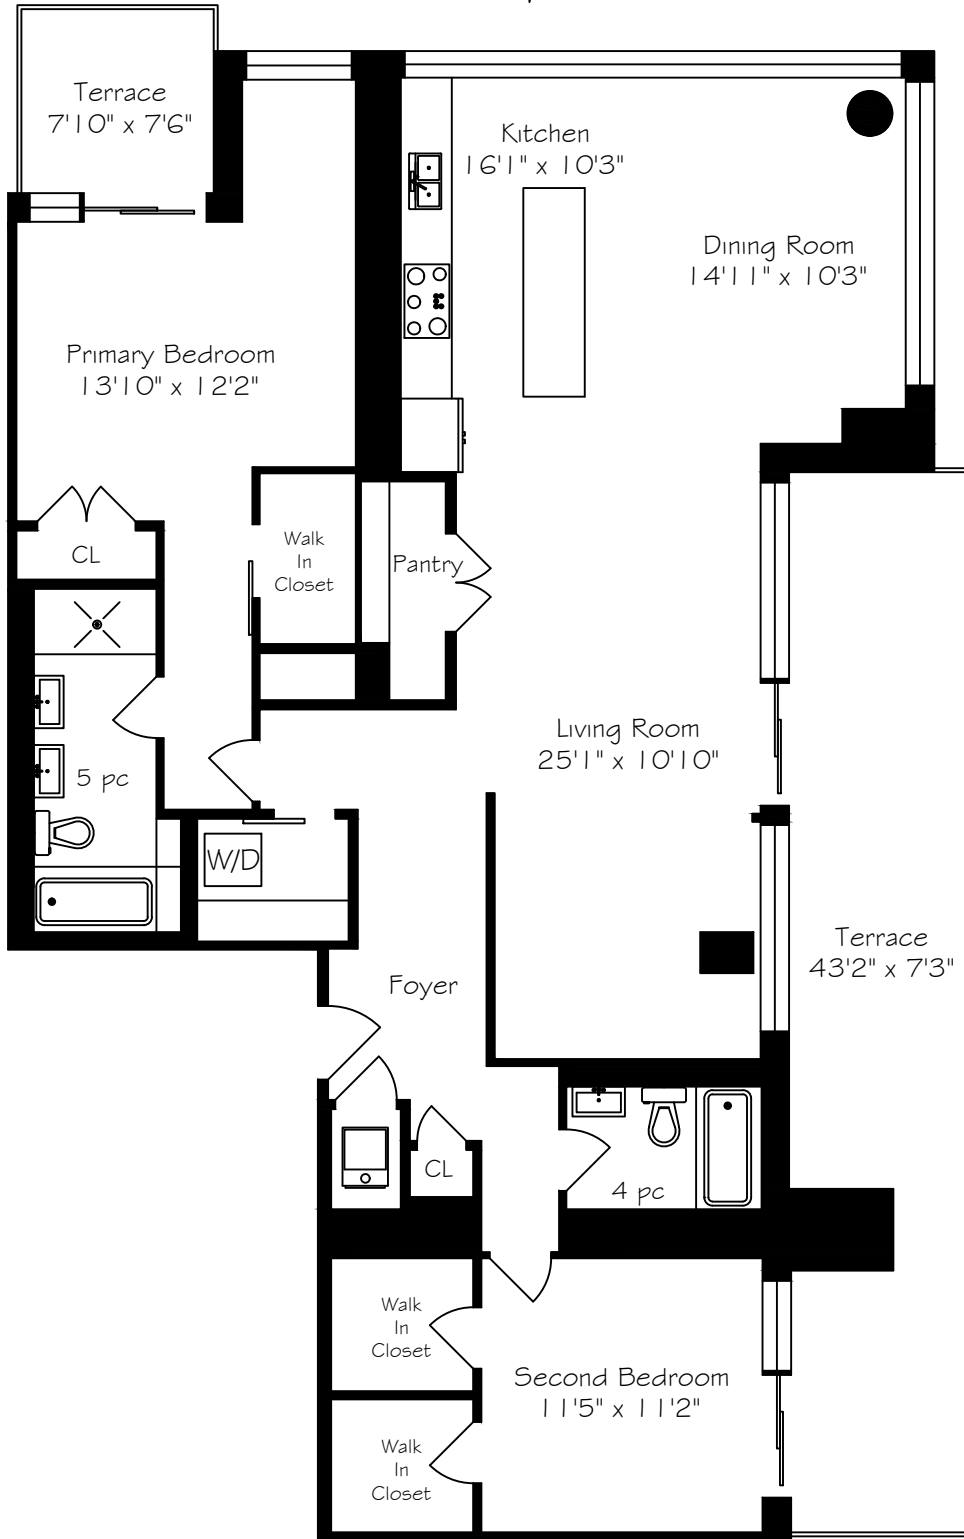 Terrace
7'10" x 7'6"
Kitchen
16'1" x 10'3"
Dining Room
14'11" x 10'3"
Primary Bedroom
13'10" x 12'2"
CL
Walk
In
Closet
Pantry
Living Room
25'1" x 10'10"
5 pc
W/D
Terrace
43'2" x 7'3"
Foyer
CL
4 pc
Walk
In
Closet
Second Bedroom
11'5" x 11'2"
Walk
In
Closet